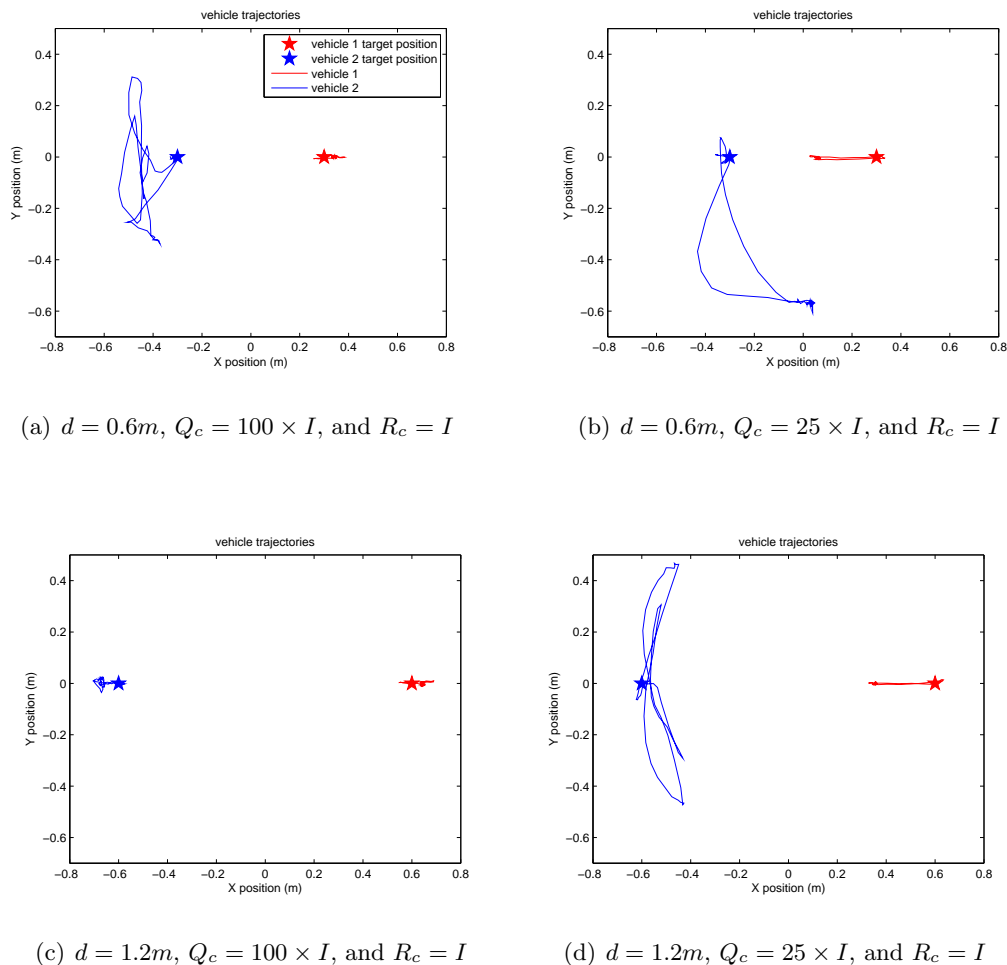 vehicle trajectories
vehicle 1 target position
vehicle 2 target position
vehicle 1
vehicle 2
Y position (m)
0.4
0.2
0
−0.2
−0.4
−0.6
−0.8 −0.6 −0.4 −0.2 0 0.2 0.4 0.6 0.8
X position (m)
(a) d = 0.6m, Q_c = 100 × I, and R_c = I
vehicle trajectories
Y position (m)
0.4
0.2
0
−0.2
−0.4
−0.6
−0.8 −0.6 −0.4 −0.2 0 0.2 0.4 0.6 0.8
X position (m)
(b) d = 0.6m, Q_c = 25 × I, and R_c = I
vehicle trajectories
Y position (m)
0.4
0.2
0
−0.2
−0.4
−0.6
−0.8 −0.6 −0.4 −0.2 0 0.2 0.4 0.6 0.8
X position (m)
(c) d = 1.2m, Q_c = 100 × I, and R_c = I
vehicle trajectories
Y position (m)
0.4
0.2
0
−0.2
−0.4
−0.6
−0.8 −0.6 −0.4 −0.2 0 0.2 0.4 0.6 0.8
X position (m)
(d) d = 1.2m, Q_c = 25 × I, and R_c = I